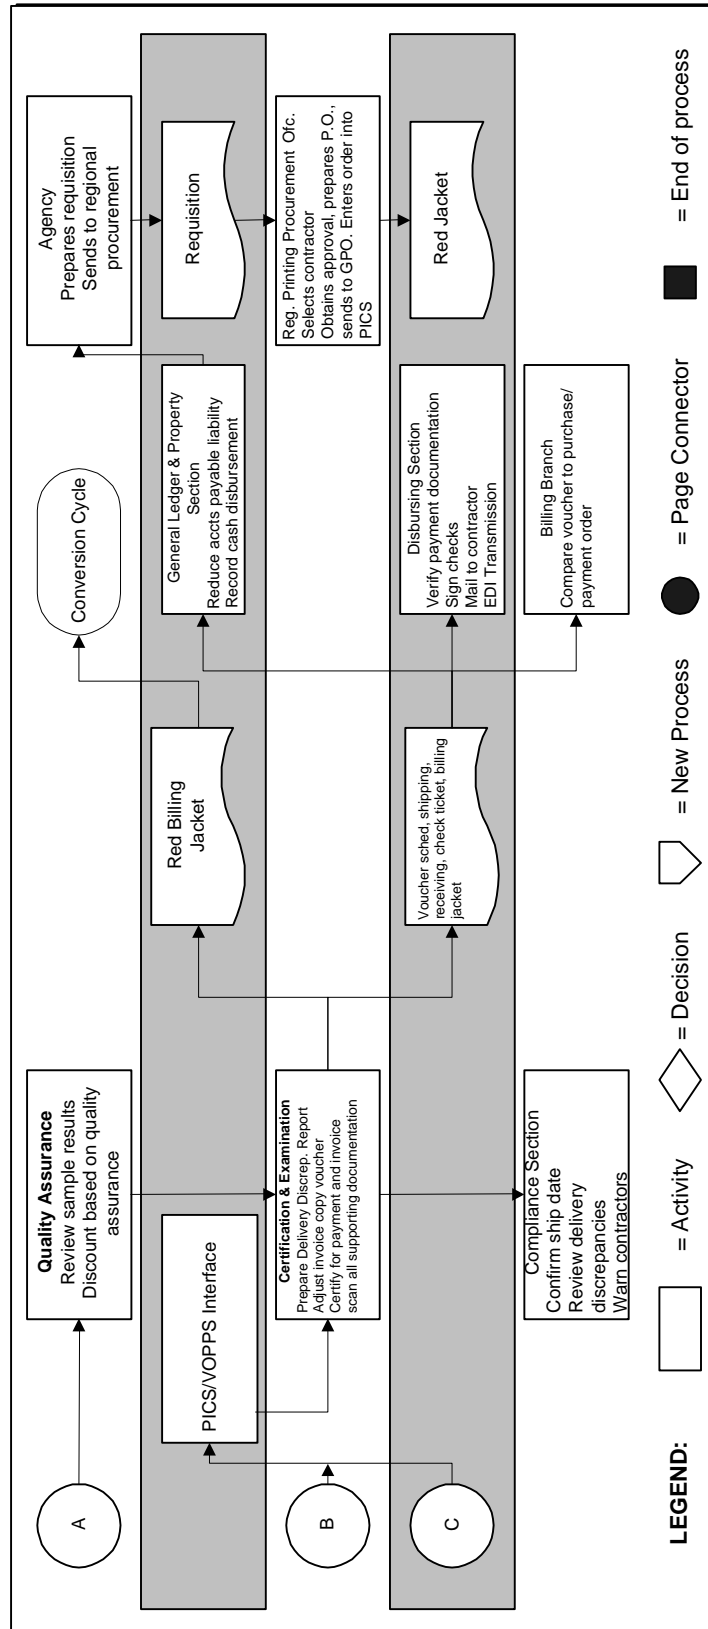 A
B
C
Quality Assurance
Review sample results
Discount based on quality
assurance
PICS/VOPPS Interface
Certification & Examination
Prepare Delivery Discrep. Report
Adjust invoice copy voucher
Certify for payment and invoice
scan all supporting documentation
Compliance Section
Confirm ship date
Review delivery
discrepancies
Warn contractors
Red Billing
Jacket
Voucher sched, shipping,
receiving, check ticket, billing
jacket
Conversion Cycle
General Ledger & Property
Section
Reduce accts payable liability
Record cash disbursement
Disbursing Section
Verify payment documentation
Sign checks
Mail to contractor
EDI Transmission
Billing Branch
Compare voucher to purchase/
payment order
Agency
Prepares requisition
Sends to regional
procurement
Requisition
Reg. Printing Procurement Ofc.
Selects contractor
Obtains approval, prepares P.O.,
sends to GPO. Enters order into
PICS
Red Jacket
LEGEND:
= Activity
= Decision
= New Process
= Page Connector
= End of process